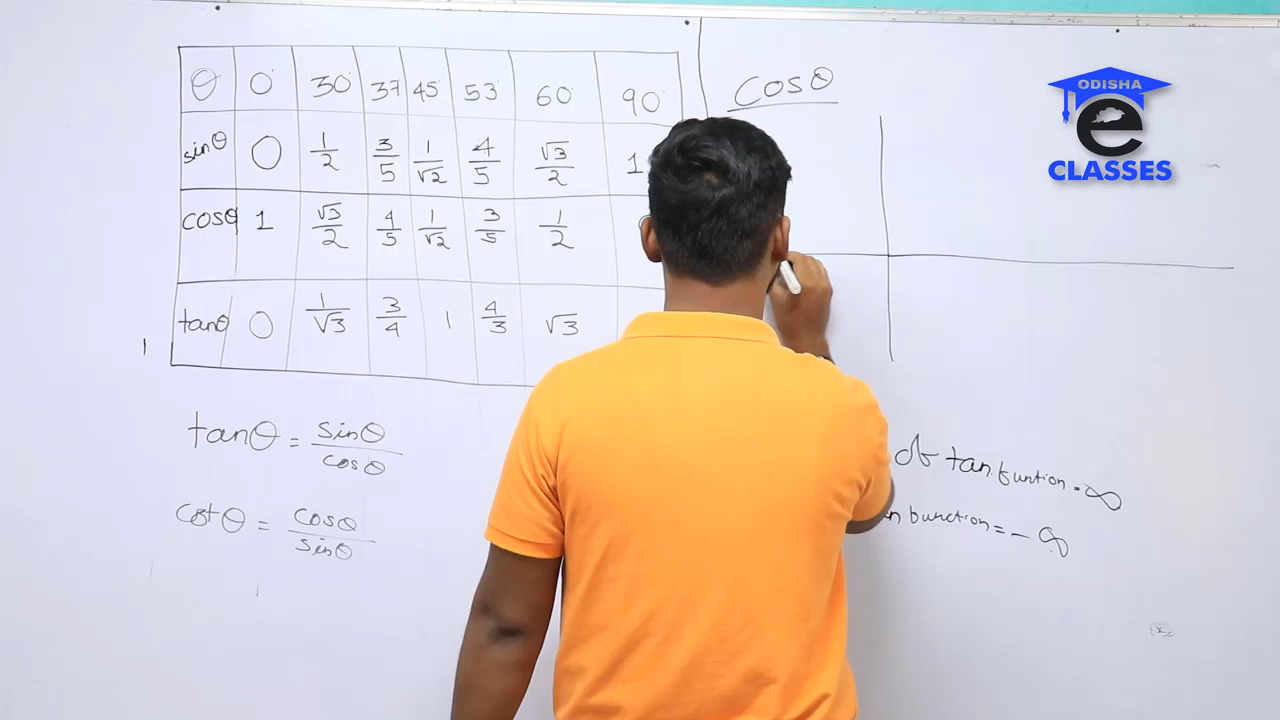 θ 0° 30° 37° 45° 53° 60° 90°
sinθ 0 1/2 3/5 1/√2 4/5 √3/2 1
cosθ 1 √3/2 4/5 1/√2 3/5 1/2
tanθ 0 1/√3 3/4 1 4/3 √3
tanθ = sinθ/cosθ
cotθ = cosθ/sinθ
cosθ
of tan funtion = ∞
function = - ∞
ODISHA
e
CLASSES